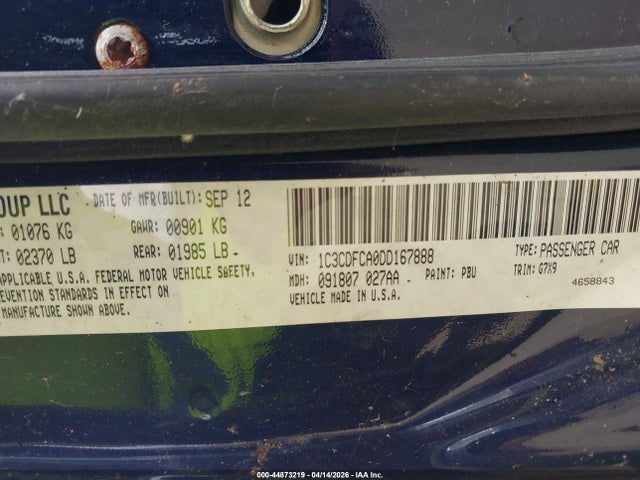 OUP LLC DATE OF MFR(BUILT): SEP 12
: 01076 KG GAWR: 00901 KG
T: 02370 LB REAR: 01985 LB
APPLICABLE U.S.A. FEDERAL MOTOR VEHICLE SAFETY,
REVENTION STANDARDS IN EFFECT ON
MANUFACTURE SHOWN ABOVE.
VIN: 1C3CDFCA0DD167888 TYPE: PASSENGER CAR
MDH: 091807 027AA PAINT: PBU TRIM: G7X9
VEHICLE MADE IN U.S.A. 4658843
000-44873219 - 04/14/2026 - IAA Inc.